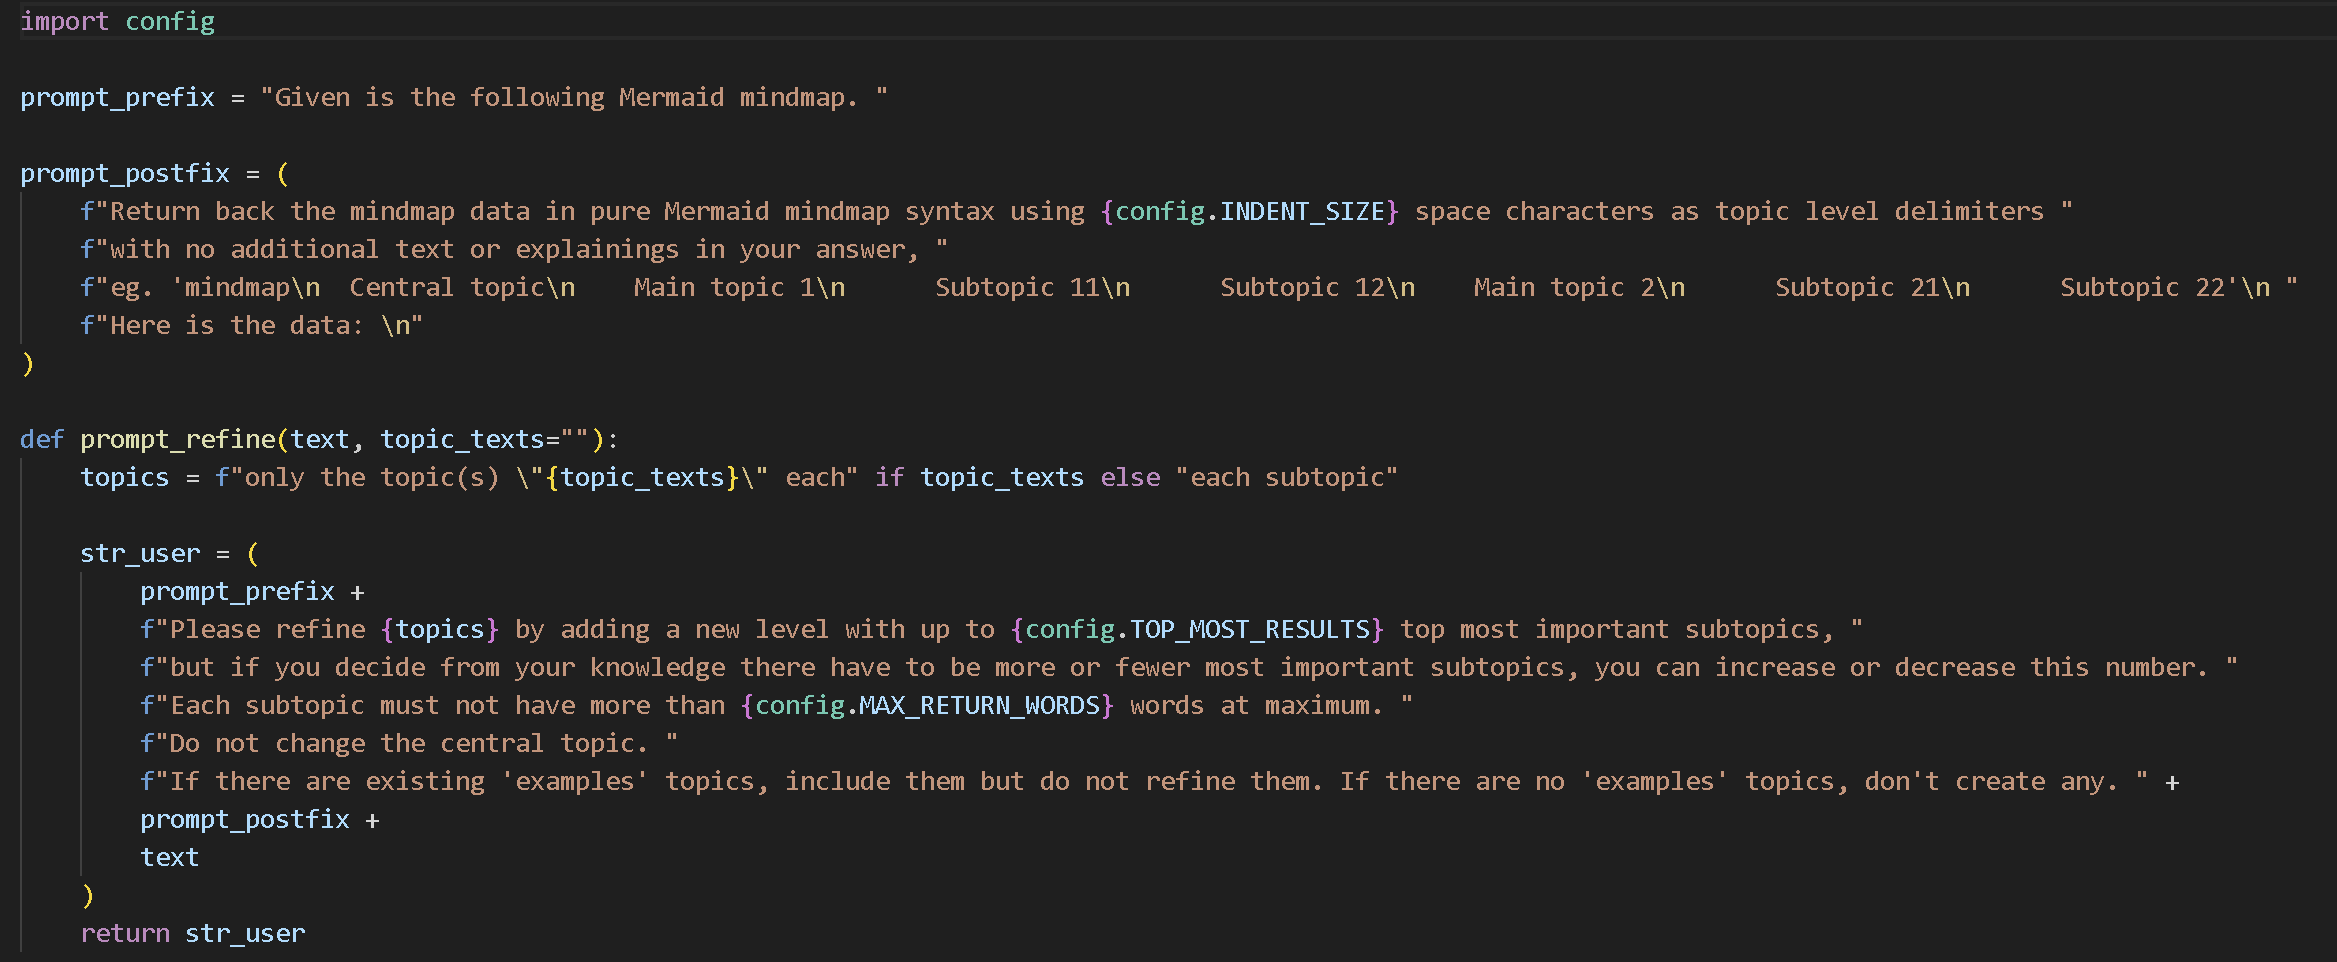 import config
prompt_prefix = "Given is the following Mermaid mindmap. "
prompt_postfix = (
    f"Return back the mindmap data in pure Mermaid mindmap syntax using {config.INDENT_SIZE} space characters as topic level delimiters "
    f"with no additional text or explainings in your answer, "
    f"eg. 'mindmap\n  Central topic\n    Main topic 1\n      Subtopic 11\n      Subtopic 12\n    Main topic 2\n      Subtopic 21\n      Subtopic 22'\n "
    f"Here is the data: \n"
)
def prompt_refine(text, topic_texts=""):
    topics = f"only the topic(s) \"{topic_texts}\" each" if topic_texts else "each subtopic"
    str_user = (
        prompt_prefix +
        f"Please refine {topics} by adding a new level with up to {config.TOP_MOST_RESULTS} top most important subtopics, "
        f"but if you decide from your knowledge there have to be more or fewer most important subtopics, you can increase or decrease this number. "
        f"Each subtopic must not have more than {config.MAX_RETURN_WORDS} words at maximum. "
        f"Do not change the central topic. "
        f"If there are existing 'examples' topics, include them but do not refine them. If there are no 'examples' topics, don't create any. " +
        prompt_postfix +
        text
    )
    return str_user